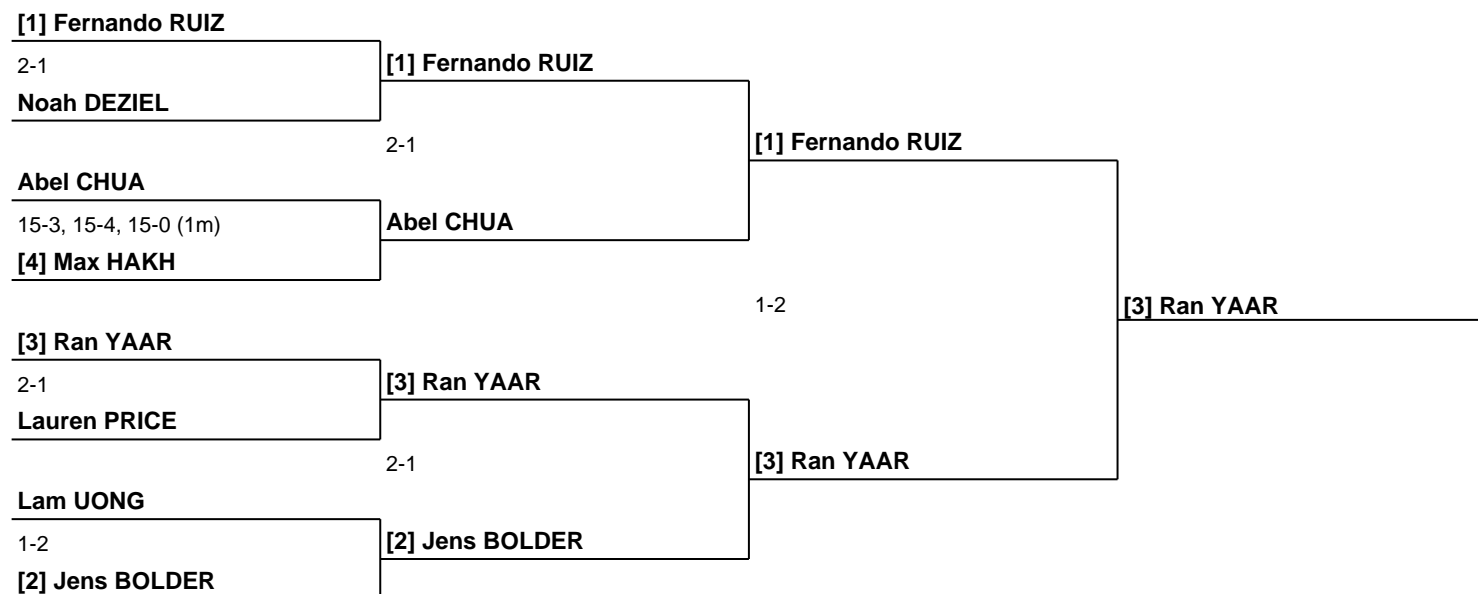 [1] Fernando RUIZ
2-1
[1] Fernando RUIZ
Noah DEZIEL
2-1
[1] Fernando RUIZ
Abel CHUA
15-3, 15-4, 15-0 (1m)
Abel CHUA
[4] Max HAKH
1-2
[3] Ran YAAR
[3] Ran YAAR
2-1
[3] Ran YAAR
Lauren PRICE
2-1
[3] Ran YAAR
Lam UONG
1-2
[2] Jens BOLDER
[2] Jens BOLDER